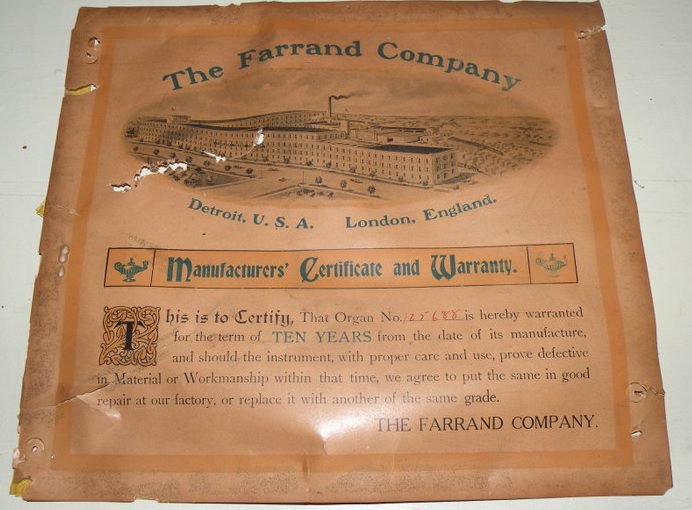 The Farrand Company
Detroit, U. S. A. London, England.
Manufacturers' Certificate and Warranty.
This is to Certify, That Organ No. 125688 is hereby warranted
for the term of TEN YEARS from the date of its manufacture,
and should the instrument, with proper care and use, prove defective
in Material or Workmanship within that time, we agree to put the same in good
repair at our factory, or replace it with another of the same grade.
THE FARRAND COMPANY.